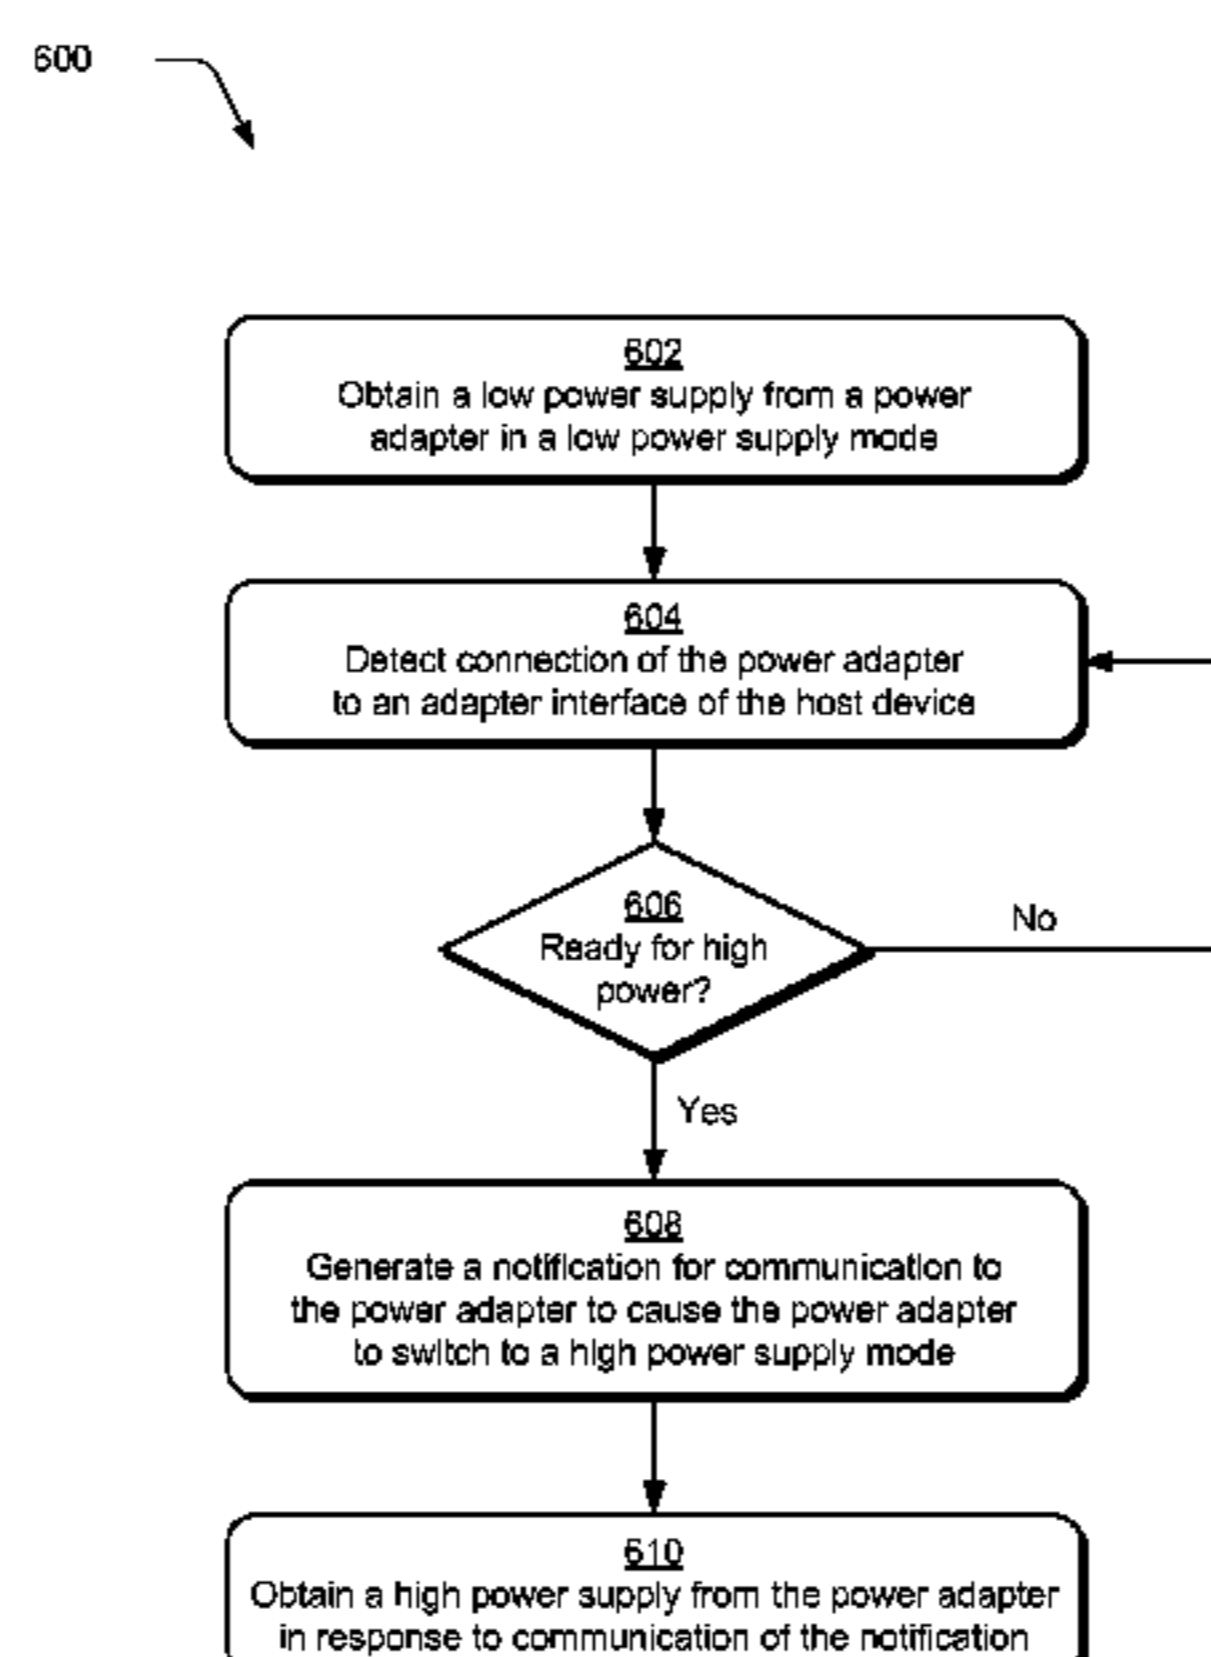 600
602
Obtain a low power supply from a power
adapter in a low power supply mode
604
Detect connection of the power adapter
to an adapter interface of the host device
606
Ready for high
power?
No
Yes
608
Generate a notification for communication to
the power adapter to cause the power adapter
to switch to a high power supply mode
610
Obtain a high power supply from the power adapter
in response to communication of the notification